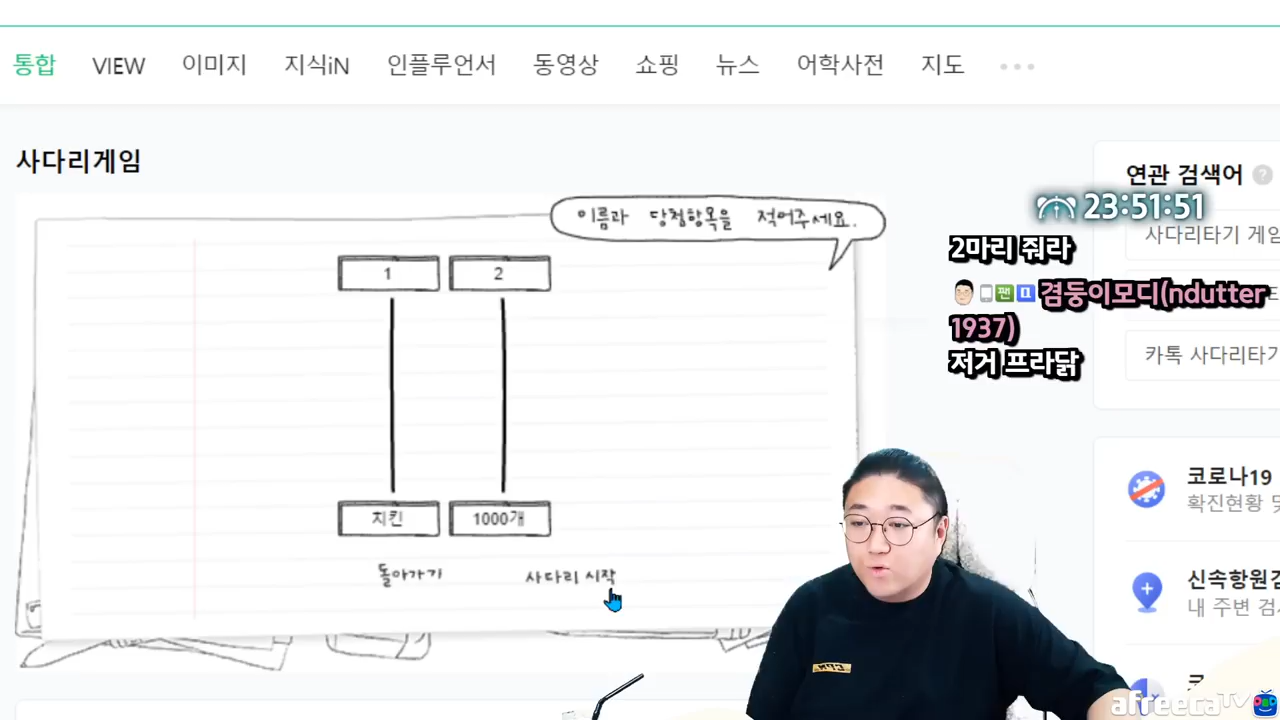 통합 VIEW 이미지 지식iN 인플루언서 동영상 쇼핑 뉴스 어학사전 지도
사다리게임
이름과 당첨항목을 적어주세요.
1 2
치킨 1000개
돌아가기 사다리 시작
연관 검색어 ?
23:51:51
사다리타기 게임
2마리 줘라
팬
겸둥이모디(ndutter
1937)
저거 프라닭
카톡 사다리타기
코로나19
확진현황 및
신속항원검
내 주변 검사
코
afreecaTV